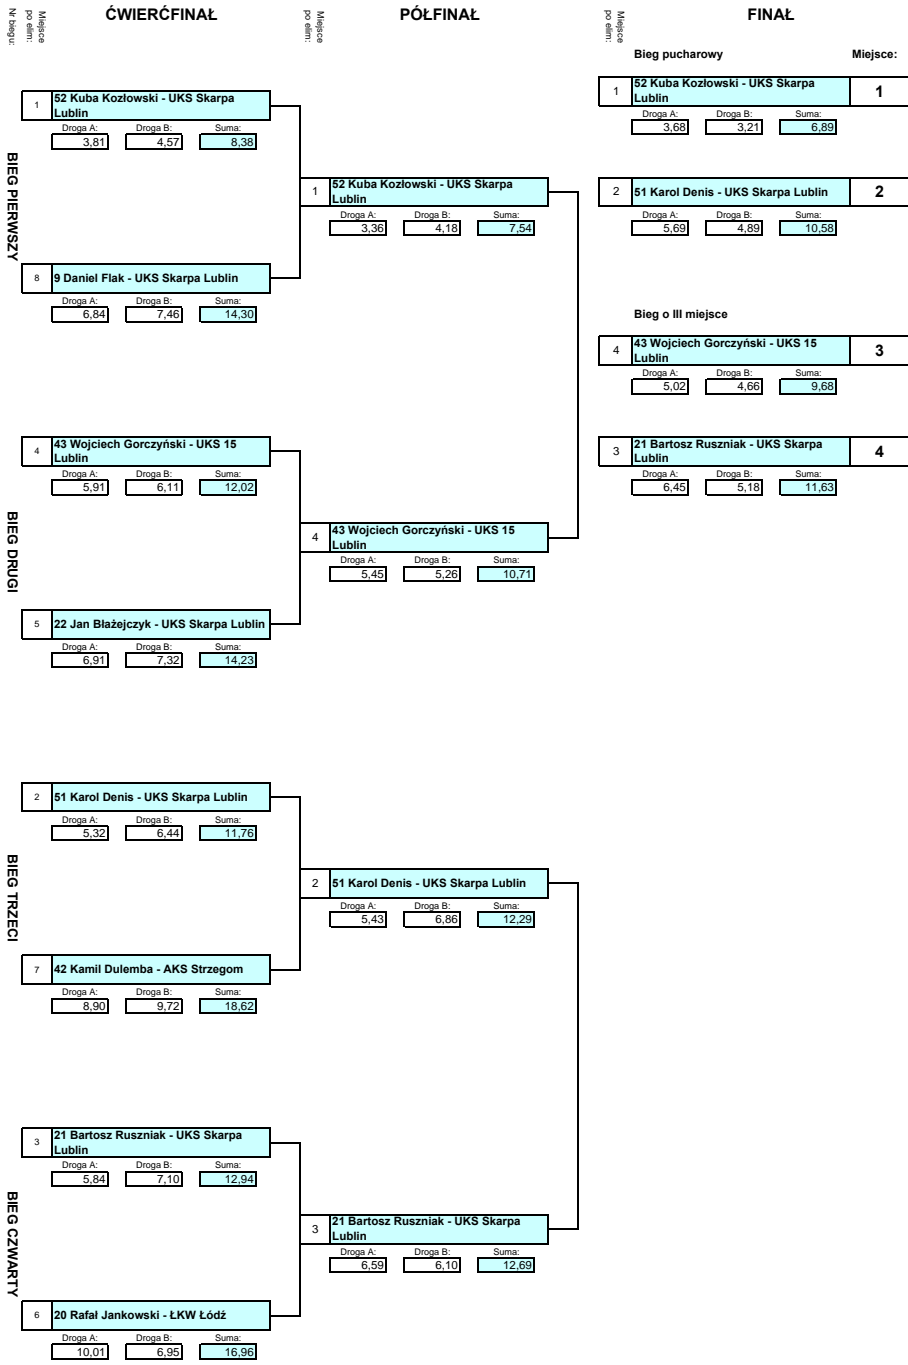 Nr biegu:
Miejsce
po elim:
ĆWIERĆFINAŁ
Miejsce
po elim:
PÓŁFINAŁ
Miejsce
po elim:
FINAŁ
Bieg pucharowy
Miejsce:
BIEG PIERWSZY
1
52 Kuba Kozłowski - UKS Skarpa
Lublin
Droga A: Droga B: Suma:
3,81 4,57 8,38
8
9 Daniel Flak - UKS Skarpa Lublin
Droga A: Droga B: Suma:
6,84 7,46 14,30
BIEG DRUGI
4
43 Wojciech Gorczyński - UKS 15
Lublin
Droga A: Droga B: Suma:
5,91 6,11 12,02
5
22 Jan Błażejczyk - UKS Skarpa Lublin
Droga A: Droga B: Suma:
6,91 7,32 14,23
BIEG TRZECI
2
51 Karol Denis - UKS Skarpa Lublin
Droga A: Droga B: Suma:
5,32 6,44 11,76
7
42 Kamil Dulemba - AKS Strzegom
Droga A: Droga B: Suma:
8,90 9,72 18,62
BIEG CZWARTY
3
21 Bartosz Ruszniak - UKS Skarpa
Lublin
Droga A: Droga B: Suma:
5,84 7,10 12,94
6
20 Rafał Jankowski - ŁKW Łódź
Droga A: Droga B: Suma:
10,01 6,95 16,96
1
52 Kuba Kozłowski - UKS Skarpa
Lublin
Droga A: Droga B: Suma:
3,36 4,18 7,54
4
43 Wojciech Gorczyński - UKS 15
Lublin
Droga A: Droga B: Suma:
5,45 5,26 10,71
2
51 Karol Denis - UKS Skarpa Lublin
Droga A: Droga B: Suma:
5,43 6,86 12,29
3
21 Bartosz Ruszniak - UKS Skarpa
Lublin
Droga A: Droga B: Suma:
6,59 6,10 12,69
1
52 Kuba Kozłowski - UKS Skarpa
Lublin
1
Droga A: Droga B: Suma:
3,68 3,21 6,89
2
51 Karol Denis - UKS Skarpa Lublin
2
Droga A: Droga B: Suma:
5,69 4,89 10,58
Bieg o III miejsce
4
43 Wojciech Gorczyński - UKS 15
Lublin
3
Droga A: Droga B: Suma:
5,02 4,66 9,68
3
21 Bartosz Ruszniak - UKS Skarpa
Lublin
4
Droga A: Droga B: Suma:
6,45 5,18 11,63